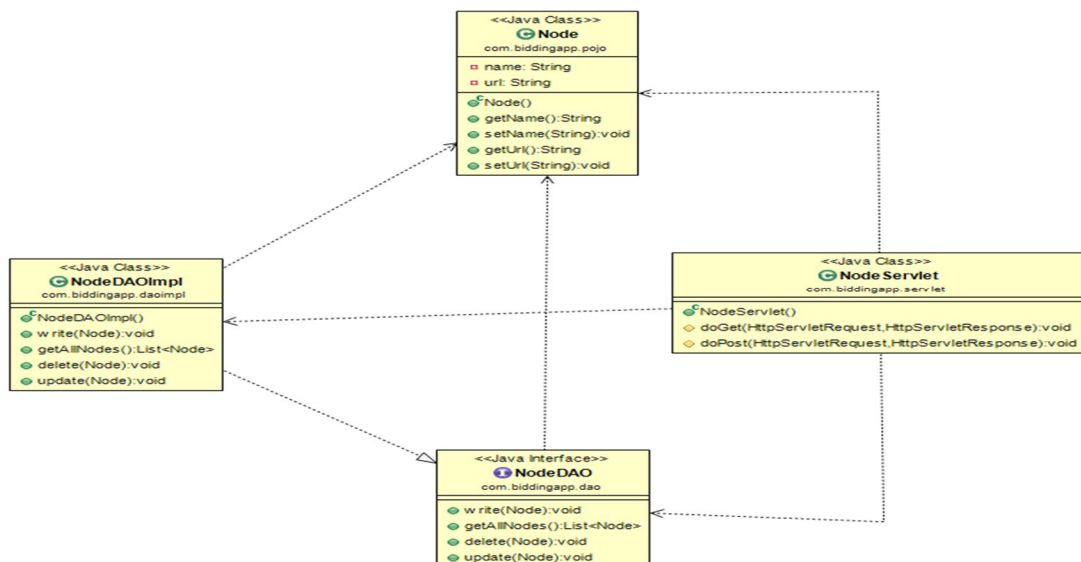 <<Java Class>>
Node
com.biddingapp.pojo
name: String
url: String
Node()
getName():String
setName(String):void
getUrl():String
setUrl(String):void
<<Java Class>>
NodeDAOImpl
com.biddingapp.daoimpl
NodeDAOImpl()
write(Node):void
getAllNodes():List<Node>
delete(Node):void
update(Node):void
<<Java Class>>
NodeServlet
com.biddingapp.servlet
NodeServlet()
doGet(HttpServletRequest,HttpServletResponse):void
doPost(HttpServletRequest,HttpServletResponse):void
<<Java Interface>>
NodeDAO
com.biddingapp.dao
write(Node):void
getAllNodes():List<Node>
delete(Node):void
update(Node):void